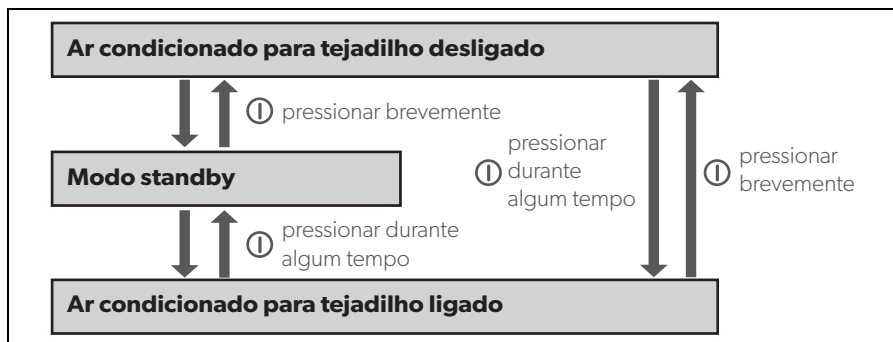 Ar condicionado para tejadilho desligado
pressionar brevemente
Modo standby
pressionar durante
algum tempo
pressionar
durante
algum tempo
pressionar
brevemente
Ar condicionado para tejadilho ligado